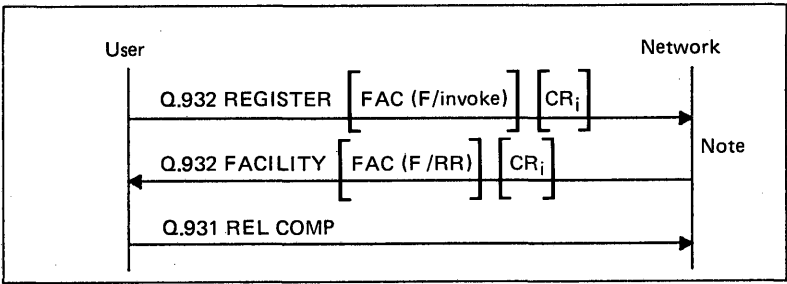 User Network
Q.932 REGISTER [FAC (F/invoke)] [CRi]
Note
Q.932 FACILITY [FAC (F/RR)] [CRi]
Q.931 REL COMP